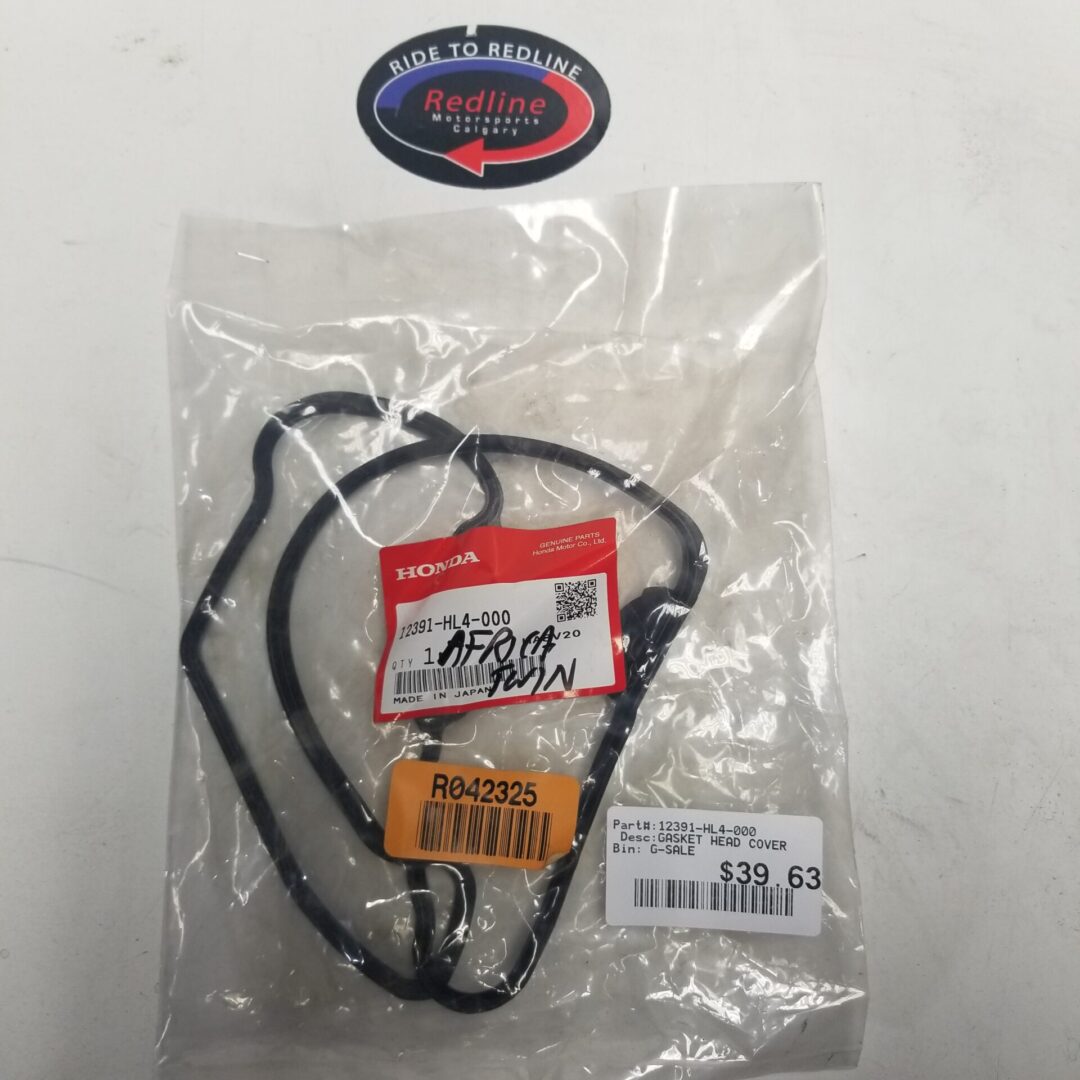 RIDE TO REDLINE
Redline
Motorsports
Calgary
HONDA
GENUINE PARTS
Honda Motor Co., Ltd.
12391-HL4-000
QTY 1
AFRICA
TWIN
MADE IN JAPAN
R042325
Part#:12391-HL4-000
Desc:GASKET HEAD COVER
Bin: G-SALE
$39.63